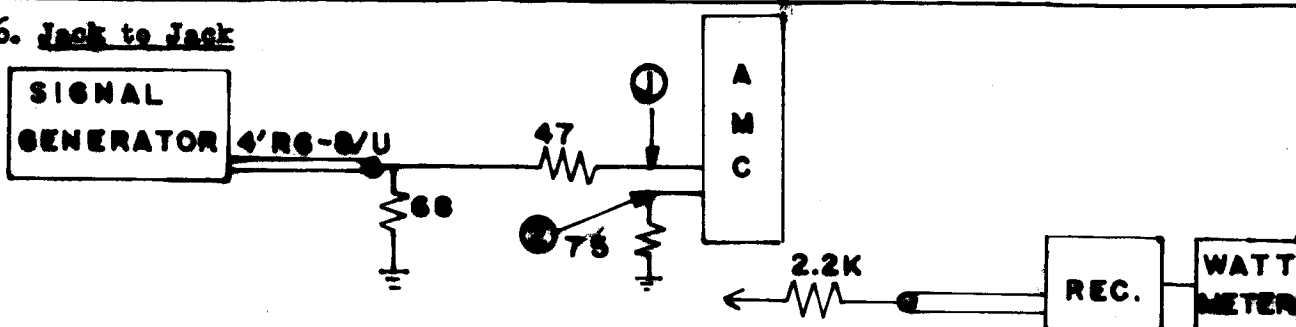 6. Jack to Jack
SIGNAL
GENERATOR
4' RG-8/U
47
1
A
M
C
68
2
75
2.2K
REC.
WATT
METER